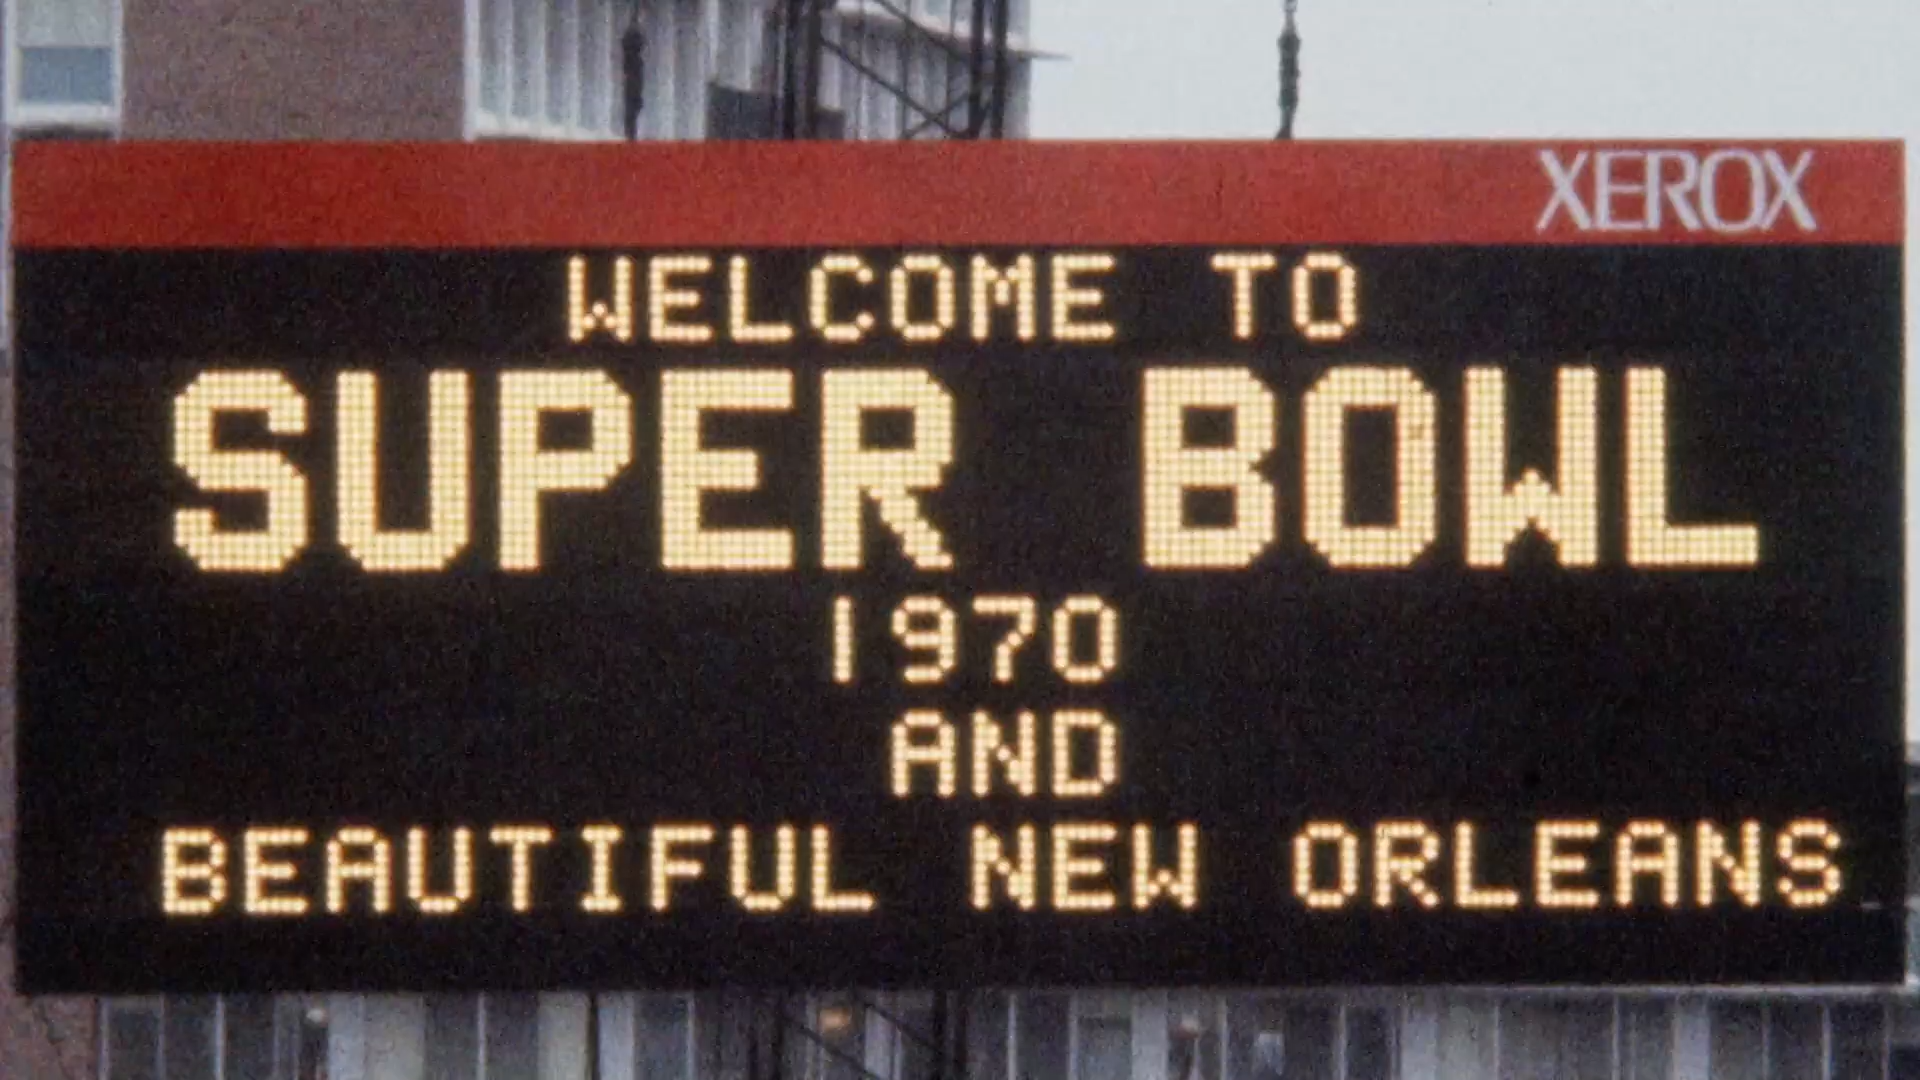 XEROX
WELCOME TO
SUPER BOWL
1970
AND
BEAUTIFUL NEW ORLEANS